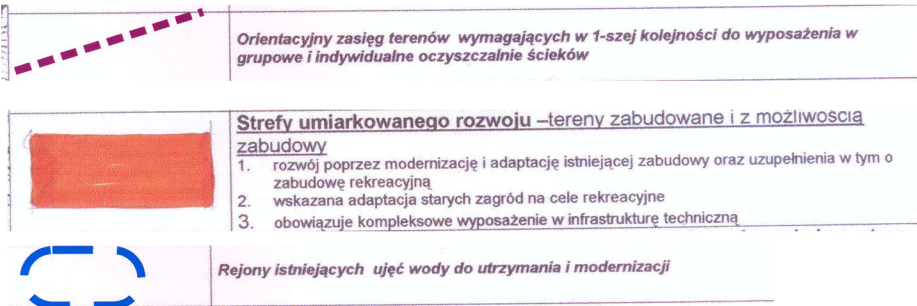 Orientacyjny zasięg terenów wymagających w 1-szej kolejności do wyposażenia w
grupowe i indywidualne oczyszczalnie ścieków
Strefy umiarkowanego rozwoju –tereny zabudowane i z możliwością
zabudowy
1. rozwój poprzez modernizację i adaptację istniejącej zabudowy oraz uzupełnienia w tym o
zabudowę rekreacyjną
2. wskazana adaptacja starych zagród na cele rekreacyjne
3. obowiązuje kompleksowe wyposażenie w infrastrukturę techniczną
Rejony istniejących ujęć wody do utrzymania i modernizacji